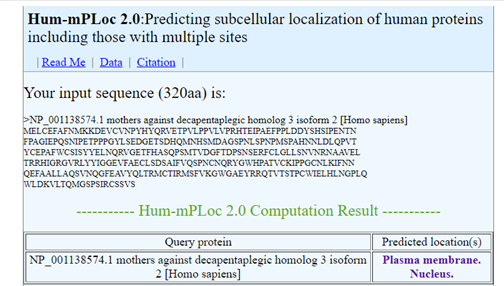 Hum-mPLoc 2.0:Predicting subcellular localization of human proteins
including those with multiple sites
| Read Me | Data | Citation |
Your input sequence (320aa) is:
>NP_001138574.1 mothers against decapentaplegic homolog 3 isoform 2 [Homo sapiens]
MELCEFAFNMKKDEVCVNPYHYQRVETPVLPPVLVPRHTEIPAEFPPLDDYSHSIPENTN
FPAGIEPQSNIPETPPPGYLSEDGETSDHQMNHSMDAGSPNLSPNPMSPAHNNLDLQPVT
YCEPAFWCSISYYELNQRVGETFHASQPSMTVDGFTDPSNSERFCLGLLSNVNRNAAVEL
TRRHIGRGVRLYYIGGEVFAECLSDSAIFVQSPNCNQRYGWHPATVCKIPPGCNLKIFNN
QEFAALLAQSVNQGFEAVYQLTRMCTIRMSFVKGWGAEYRRQTVTSTPCWIELHLNGPLQ
WLDKVLTQMGSPSIRCSSVS
----------- Hum-mPLoc 2.0 Computation Result -----------
Query protein Predicted location(s)
NP_001138574.1 mothers against decapentaplegic homolog 3 isoform Plasma membrane.
2 [Homo sapiens] Nucleus.